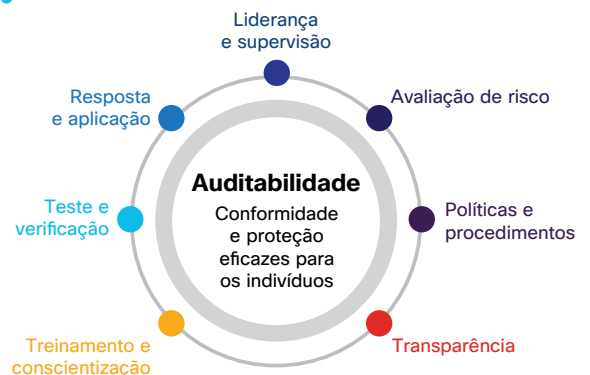 Liderança
e supervisão
Avaliação de risco
Políticas e
procedimentos
Transparência
Treinamento e
conscientização
Teste e
verificação
Resposta
e aplicação
Auditabilidade
Conformidade
e proteção
eficazes para
os indivíduos